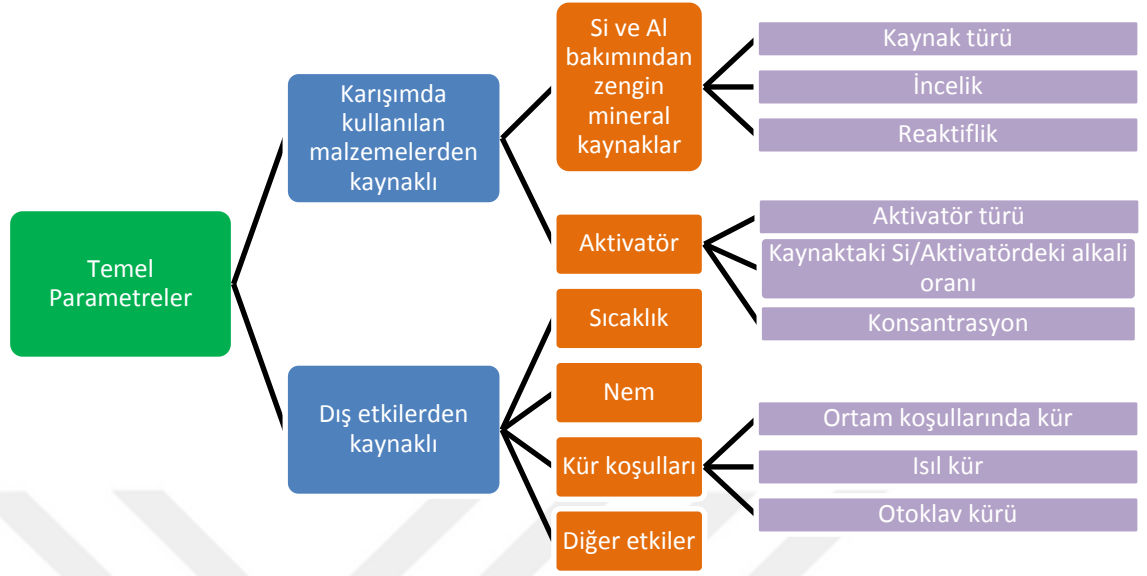 Temel
Parametreler
Karışımda
kullanılan
malzemelerden
kaynaklı
Dış etkilerden
kaynaklı
Si ve Al
bakımından
zengin
mineral
kaynaklar
Aktivatör
Sıcaklık
Nem
Kür koşulları
Diğer etkiler
Kaynak türü
İncelik
Reaktiflik
Aktivatör türü
Kaynaktaki Si/Aktivatördeki alkali
oranı
Konsantrasyon
Ortam koşullarında kür
Isıl kür
Otoklav kürü